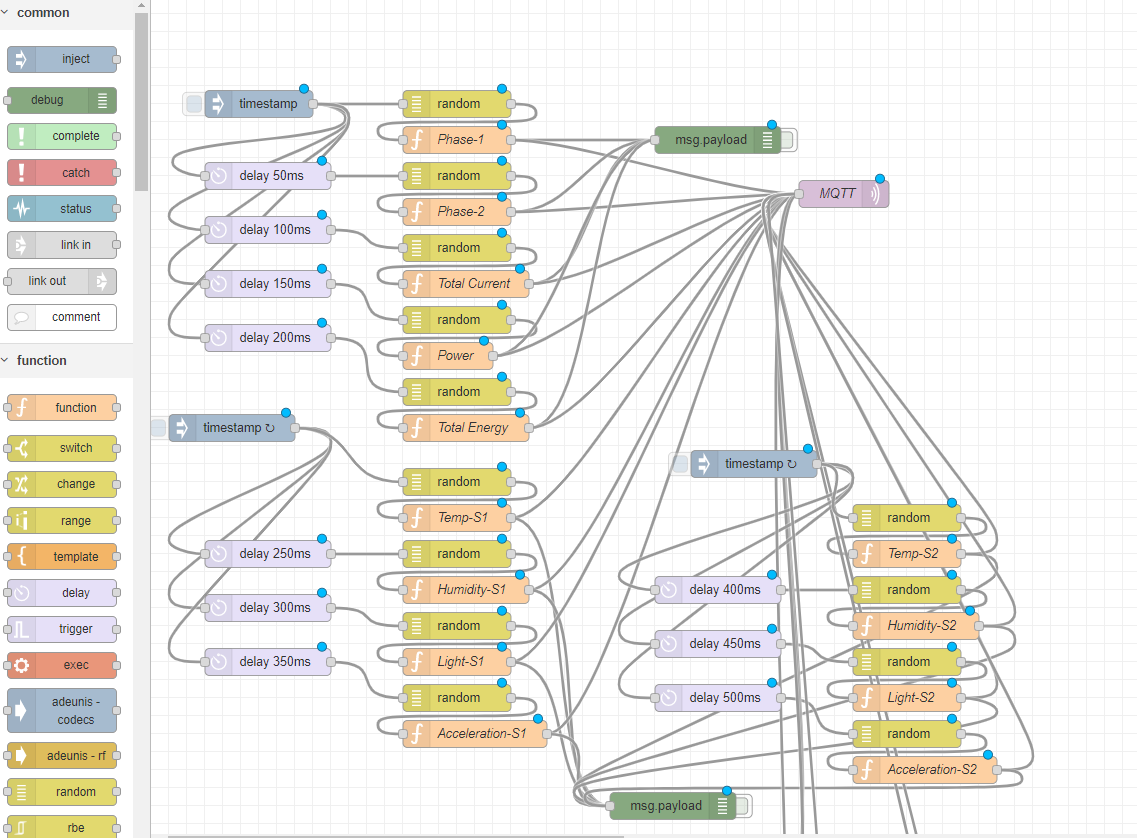 common
inject
debug
complete
catch
status
link in
link out
comment
function
function
switch
change
range
template
delay
trigger
exec
adeunis -
codecs
adeunis - rf
random
rbe
timestamp
random
Phase-1
delay 50ms
random
Phase-2
delay 100ms
random
delay 150ms
Total Current
random
delay 200ms
Power
random
Total Energy
msg.payload
MQTT
timestamp ↻
random
Temp-S1
delay 250ms
random
Humidity-S1
delay 300ms
random
delay 350ms
Light-S1
random
Acceleration-S1
timestamp ↻
random
Temp-S2
delay 400ms
random
Humidity-S2
delay 450ms
random
delay 500ms
Light-S2
random
Acceleration-S2
msg.payload